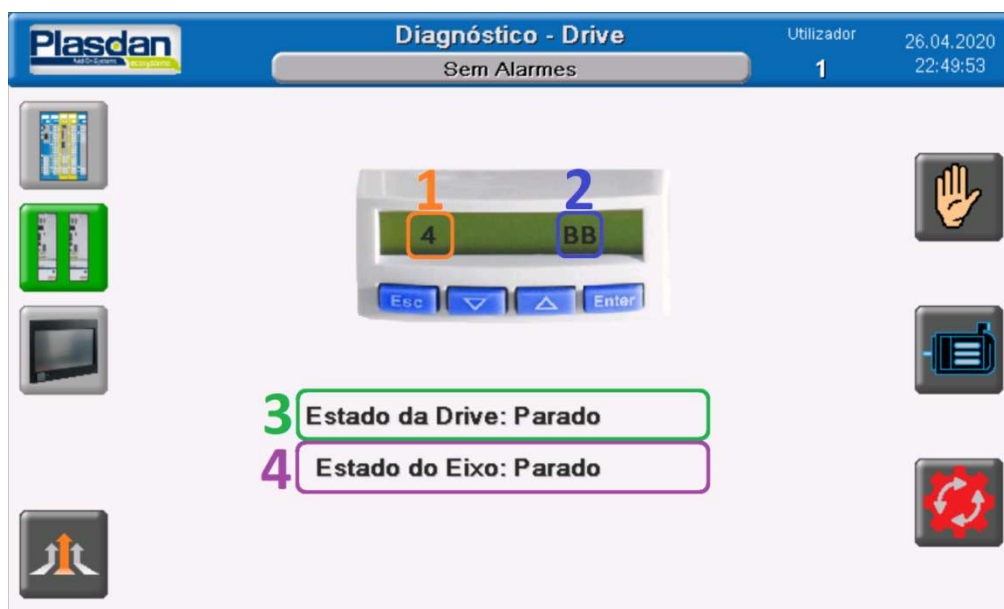 Plasdan
Diagnóstico - Drive
Utilizador
26.04.2020
Sem Alarmes
1
22:49:53
1
2
4
BB
Esc
Enter
3
Estado da Drive: Parado
4
Estado do Eixo: Parado